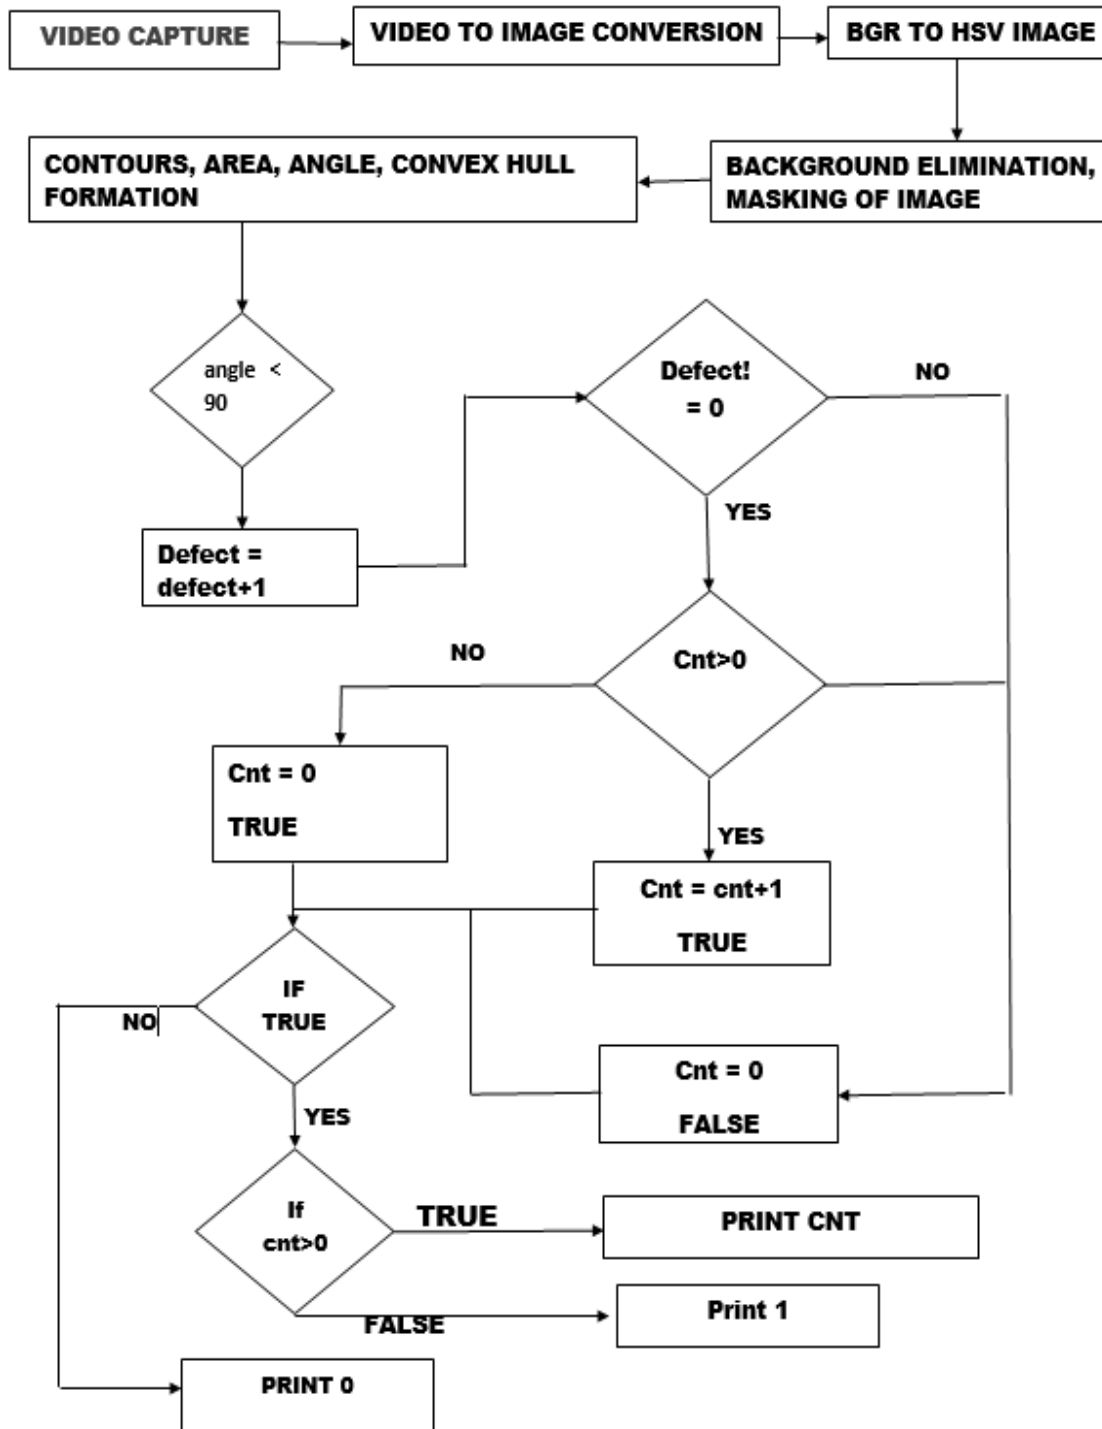 VIDEO CAPTURE
VIDEO TO IMAGE CONVERSION
BGR TO HSV IMAGE
CONTOURS, AREA, ANGLE, CONVEX HULL
FORMATION
BACKGROUND ELIMINATION,
MASKING OF IMAGE
angle <
90
Defect!
= 0
NO
YES
Defect =
defect+1
NO
Cnt>0
Cnt = 0
TRUE
YES
Cnt = cnt+1
TRUE
IF
TRUE
NO
Cnt = 0
FALSE
YES
If
cnt>0
TRUE
PRINT CNT
FALSE
Print 1
PRINT 0